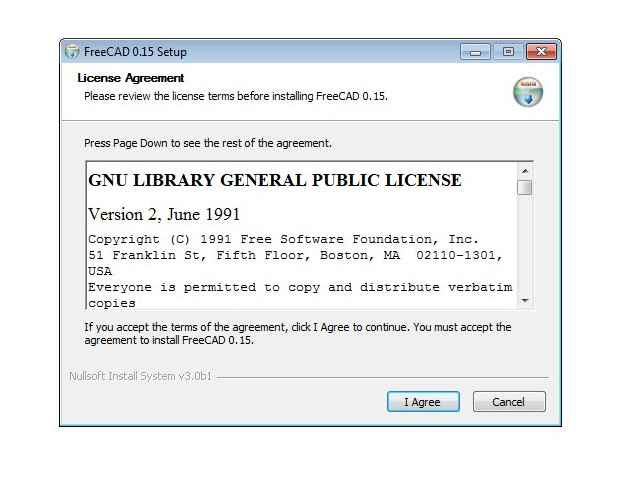 FreeCAD 0.15 Setup
License Agreement
Please review the license terms before installing FreeCAD 0.15.
Press Page Down to see the rest of the agreement.
GNU LIBRARY GENERAL PUBLIC LICENSE
Version 2, June 1991
Copyright (C) 1991 Free Software Foundation, Inc.
51 Franklin St, Fifth Floor, Boston, MA  02110-1301,
USA
Everyone is permitted to copy and distribute verbatim
copies
If you accept the terms of the agreement, click I Agree to continue. You must accept the
agreement to install FreeCAD 0.15.
Nullsoft Install System v3.0b1
I Agree
Cancel